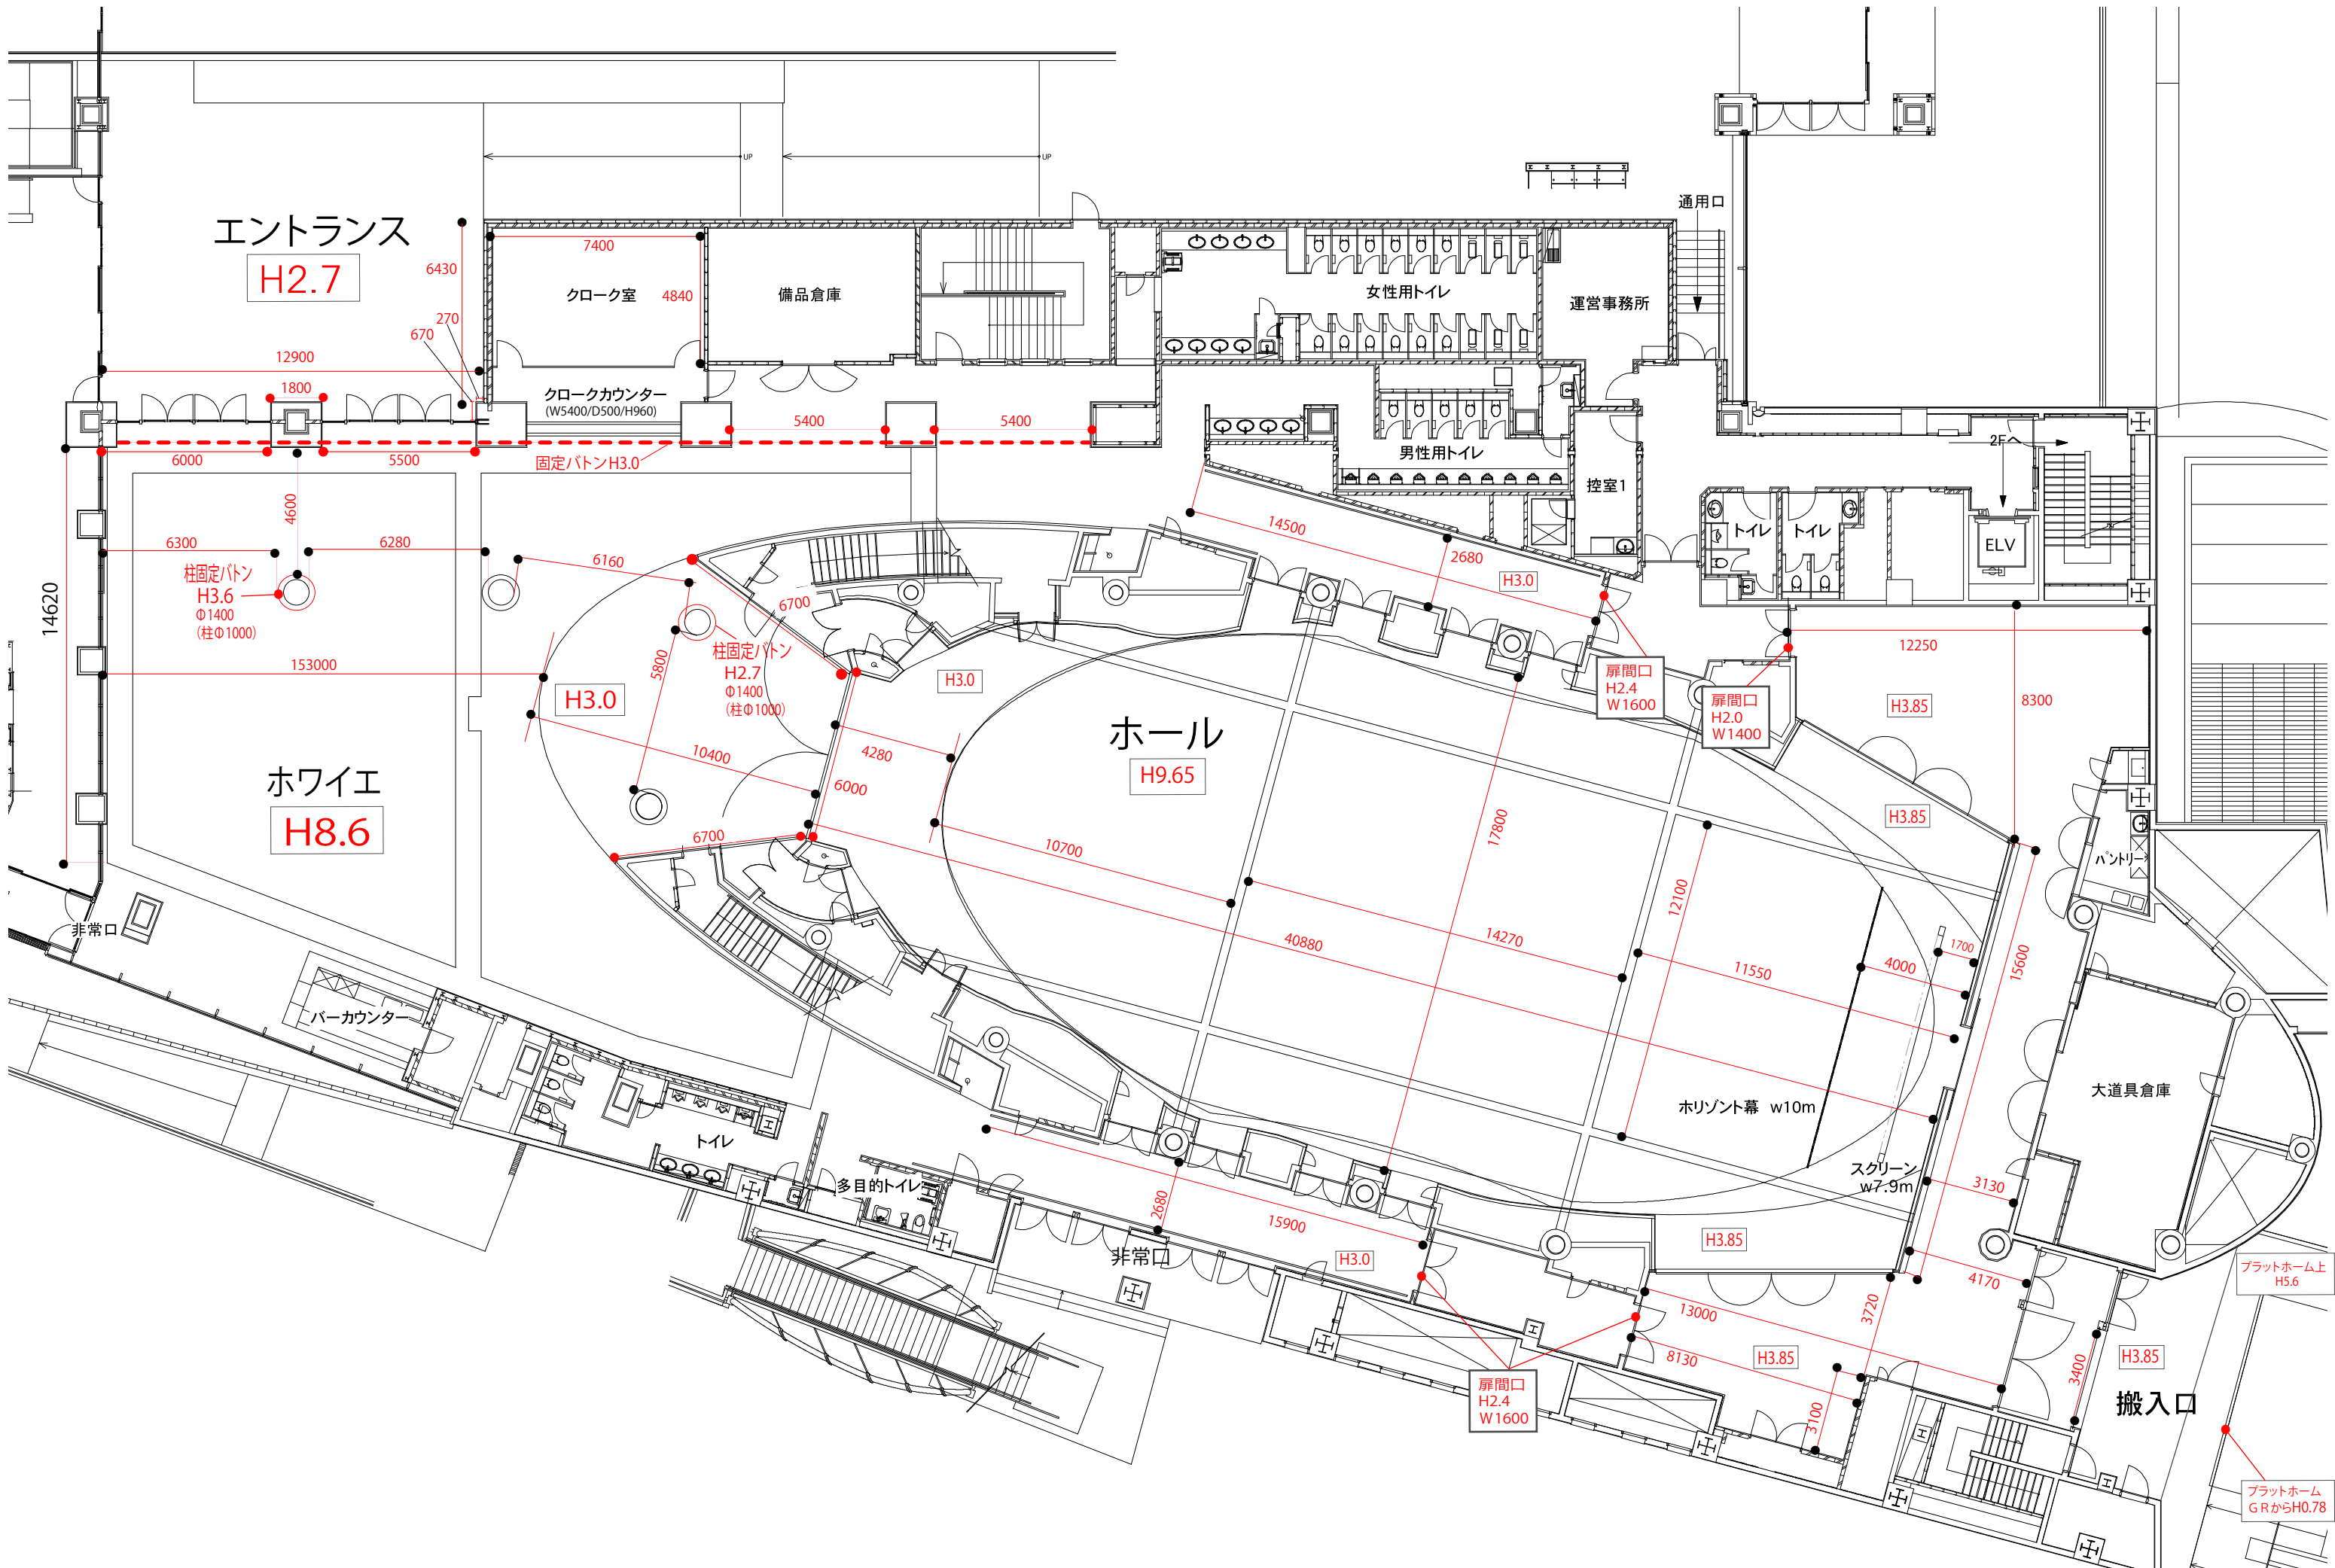 UP
UP
通用口
エントランス
H2.7
6430
7400
クローク室
4840
備品倉庫
女性用トイレ
運営事務所
270
670
12900
1800
クロークカウンター
(W5400/D500/H960)
5400
5400
6000
5500
固定バトンH3.0
男性用トイレ
控室1
2Fへ
トイレ
トイレ
ELV
4600
6300
6280
6160
柱固定バトン
H3.6
Φ1400
(柱Φ1000)
14620
14500
2680
H3.0
6700
5800
柱固定バトン
H2.7
Φ1400
(柱Φ1000)
153000
H3.0
10400
4280
6000
H3.0
ホール
H9.65
扉間口
H2.4
W1600
扉間口
H2.0
W1400
12250
8300
H3.85
H3.85
パントリー
ホワイエ
H8.6
6700
10700
17800
12100
14270
40880
11550
4000
1700
15600
非常口
バーカウンター
大道具倉庫
ホリゾント幕 w10m
スクリーン
w7.9m
トイレ
多目的トイレ
2680
15900
非常口
H3.0
H3.85
3130
4170
13000
3720
8130
H3.85
3100
3400
H3.85
搬入口
扉間口
H2.4
W1600
プラットホーム上
H5.6
プラットホーム
GRからH0.78